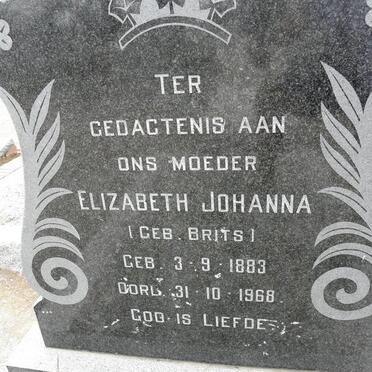 TER
GEDACTENIS AAN
ONS MOEDER
ELIZABETH JOHANNA
(GEB. BRITS)
GEB. 3-9-1883
OORL. 31-10-1968.
GOD IS LIEFDE